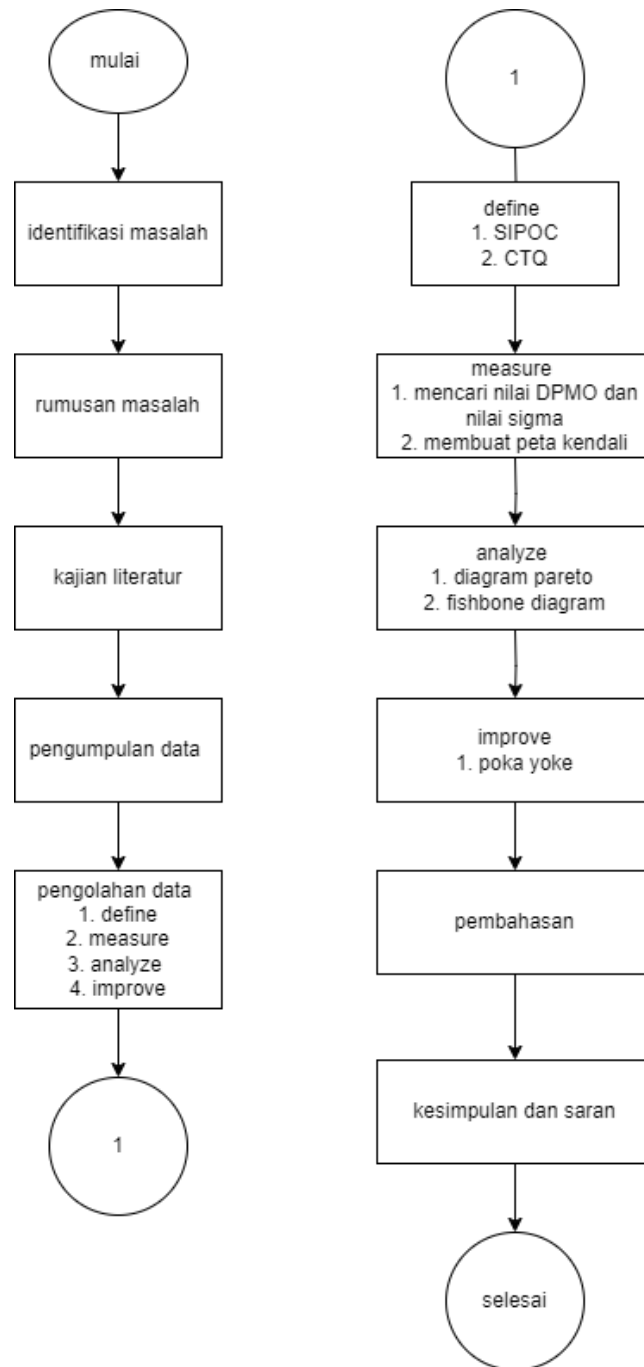 mulai
identifikasi masalah
rumusan masalah
kajian literatur
pengumpulan data
pengolahan data
1. define
2. measure
3. analyze
4. improve
1
1
define
1. SIPOC
2. CTQ
measure
1. mencari nilai DPMO dan
nilai sigma
2. membuat peta kendali
analyze
1. diagram pareto
2. fishbone diagram
improve
1. poka yoke
pembahasan
kesimpulan dan saran
selesai